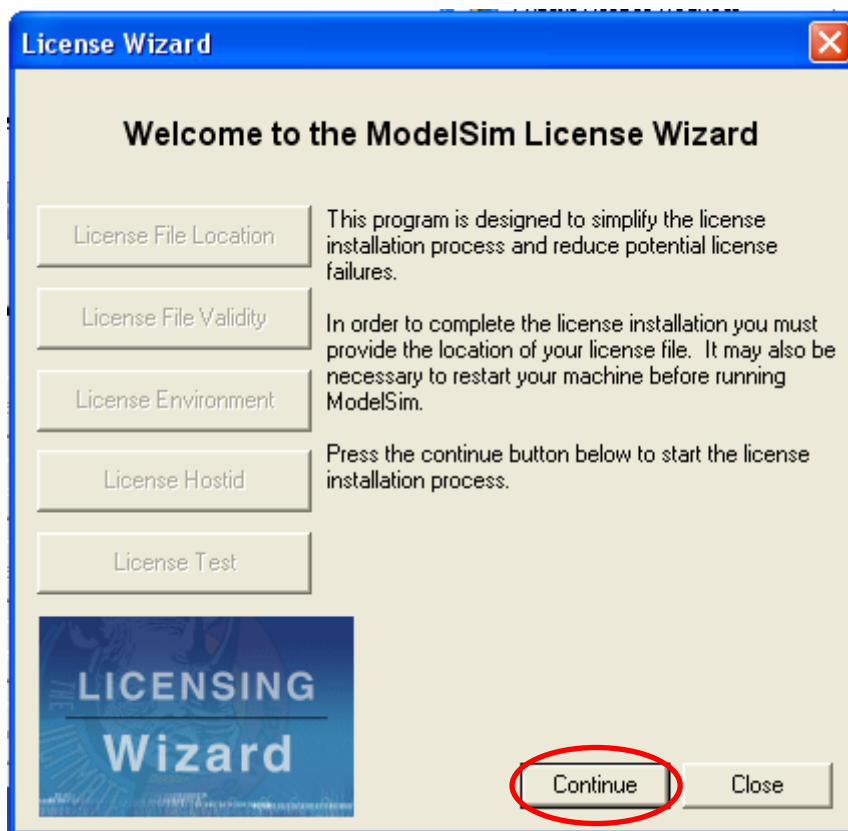 License Wizard
Welcome to the ModelSim License Wizard
License File Location
License File Validity
License Environment
License Hostid
License Test
This program is designed to simplify the license
installation process and reduce potential license
failures.
In order to complete the license installation you must
provide the location of your license file.  It may also be
necessary to restart your machine before running
ModelSim.
Press the continue button below to start the license
installation process.
LICENSING
Wizard
Continue
Close